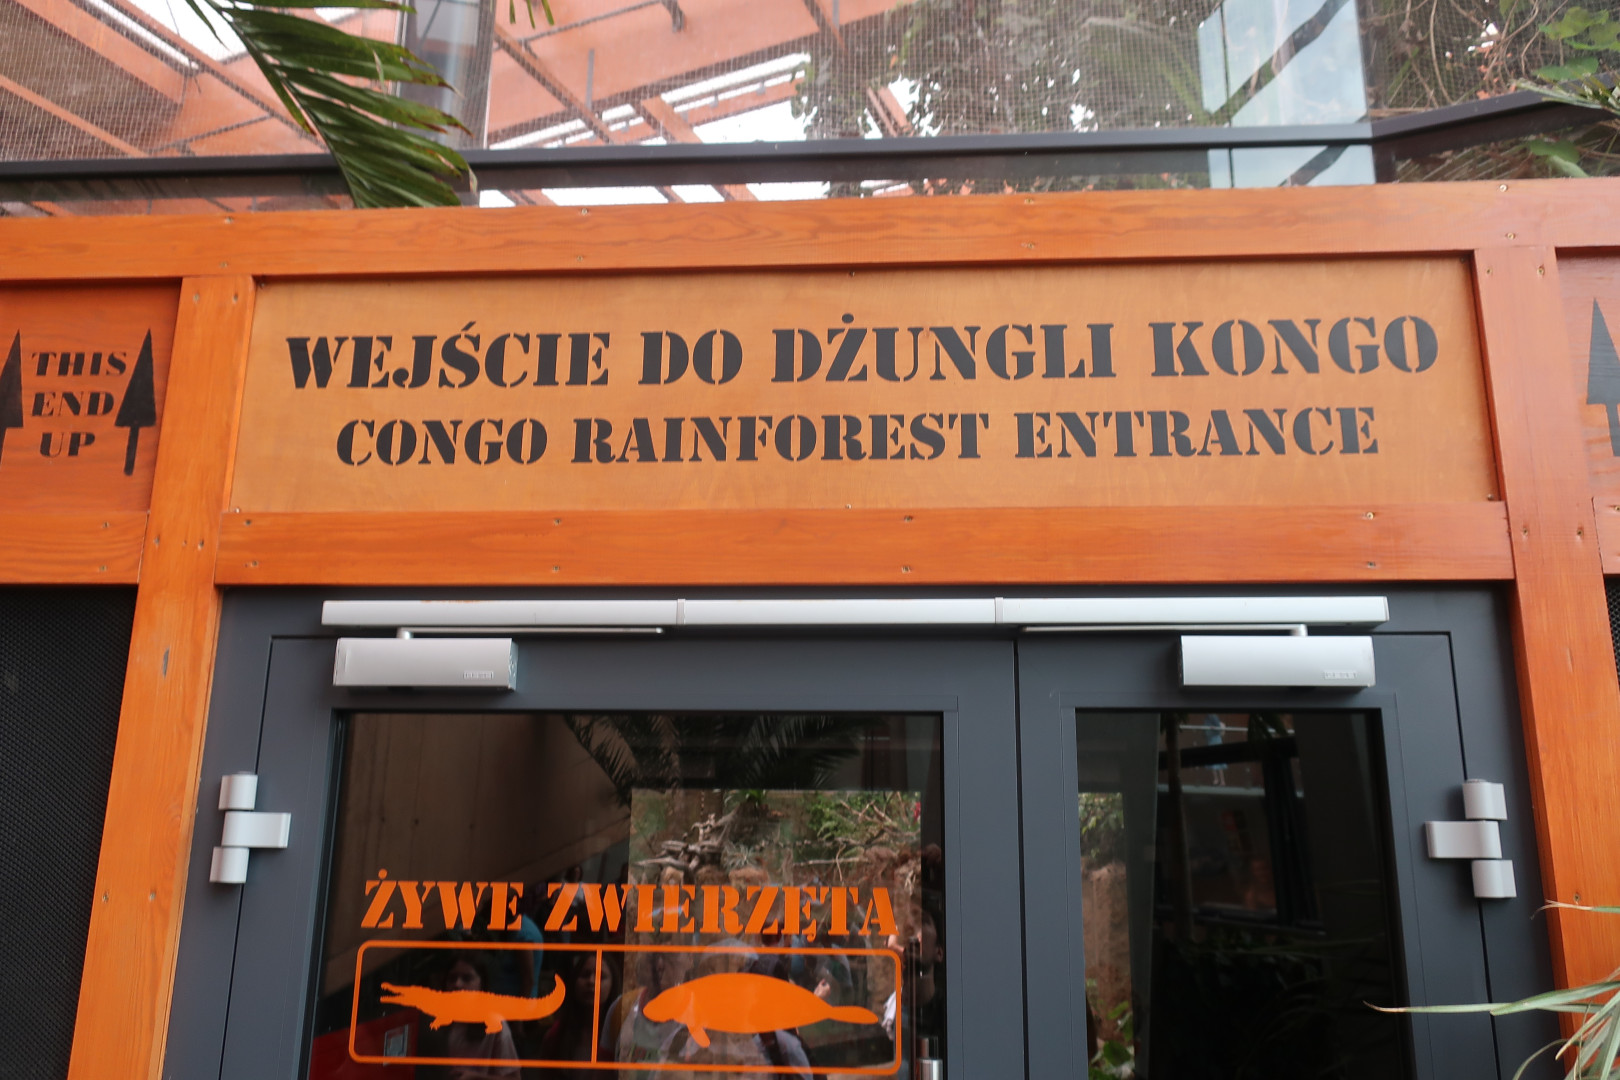 THIS
END
UP
WEJŚCIE DO DŻUNGLI KONGO
CONGO RAINFOREST ENTRANCE
ŻYWE ZWIERZĘTA